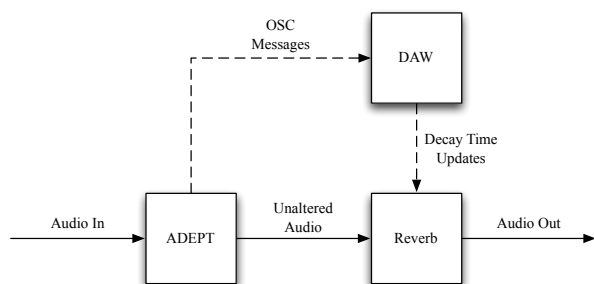 OSC
Messages
DAW
Decay Time
Updates
Audio In
ADEPT
Unaltered
Audio
Reverb
Audio Out